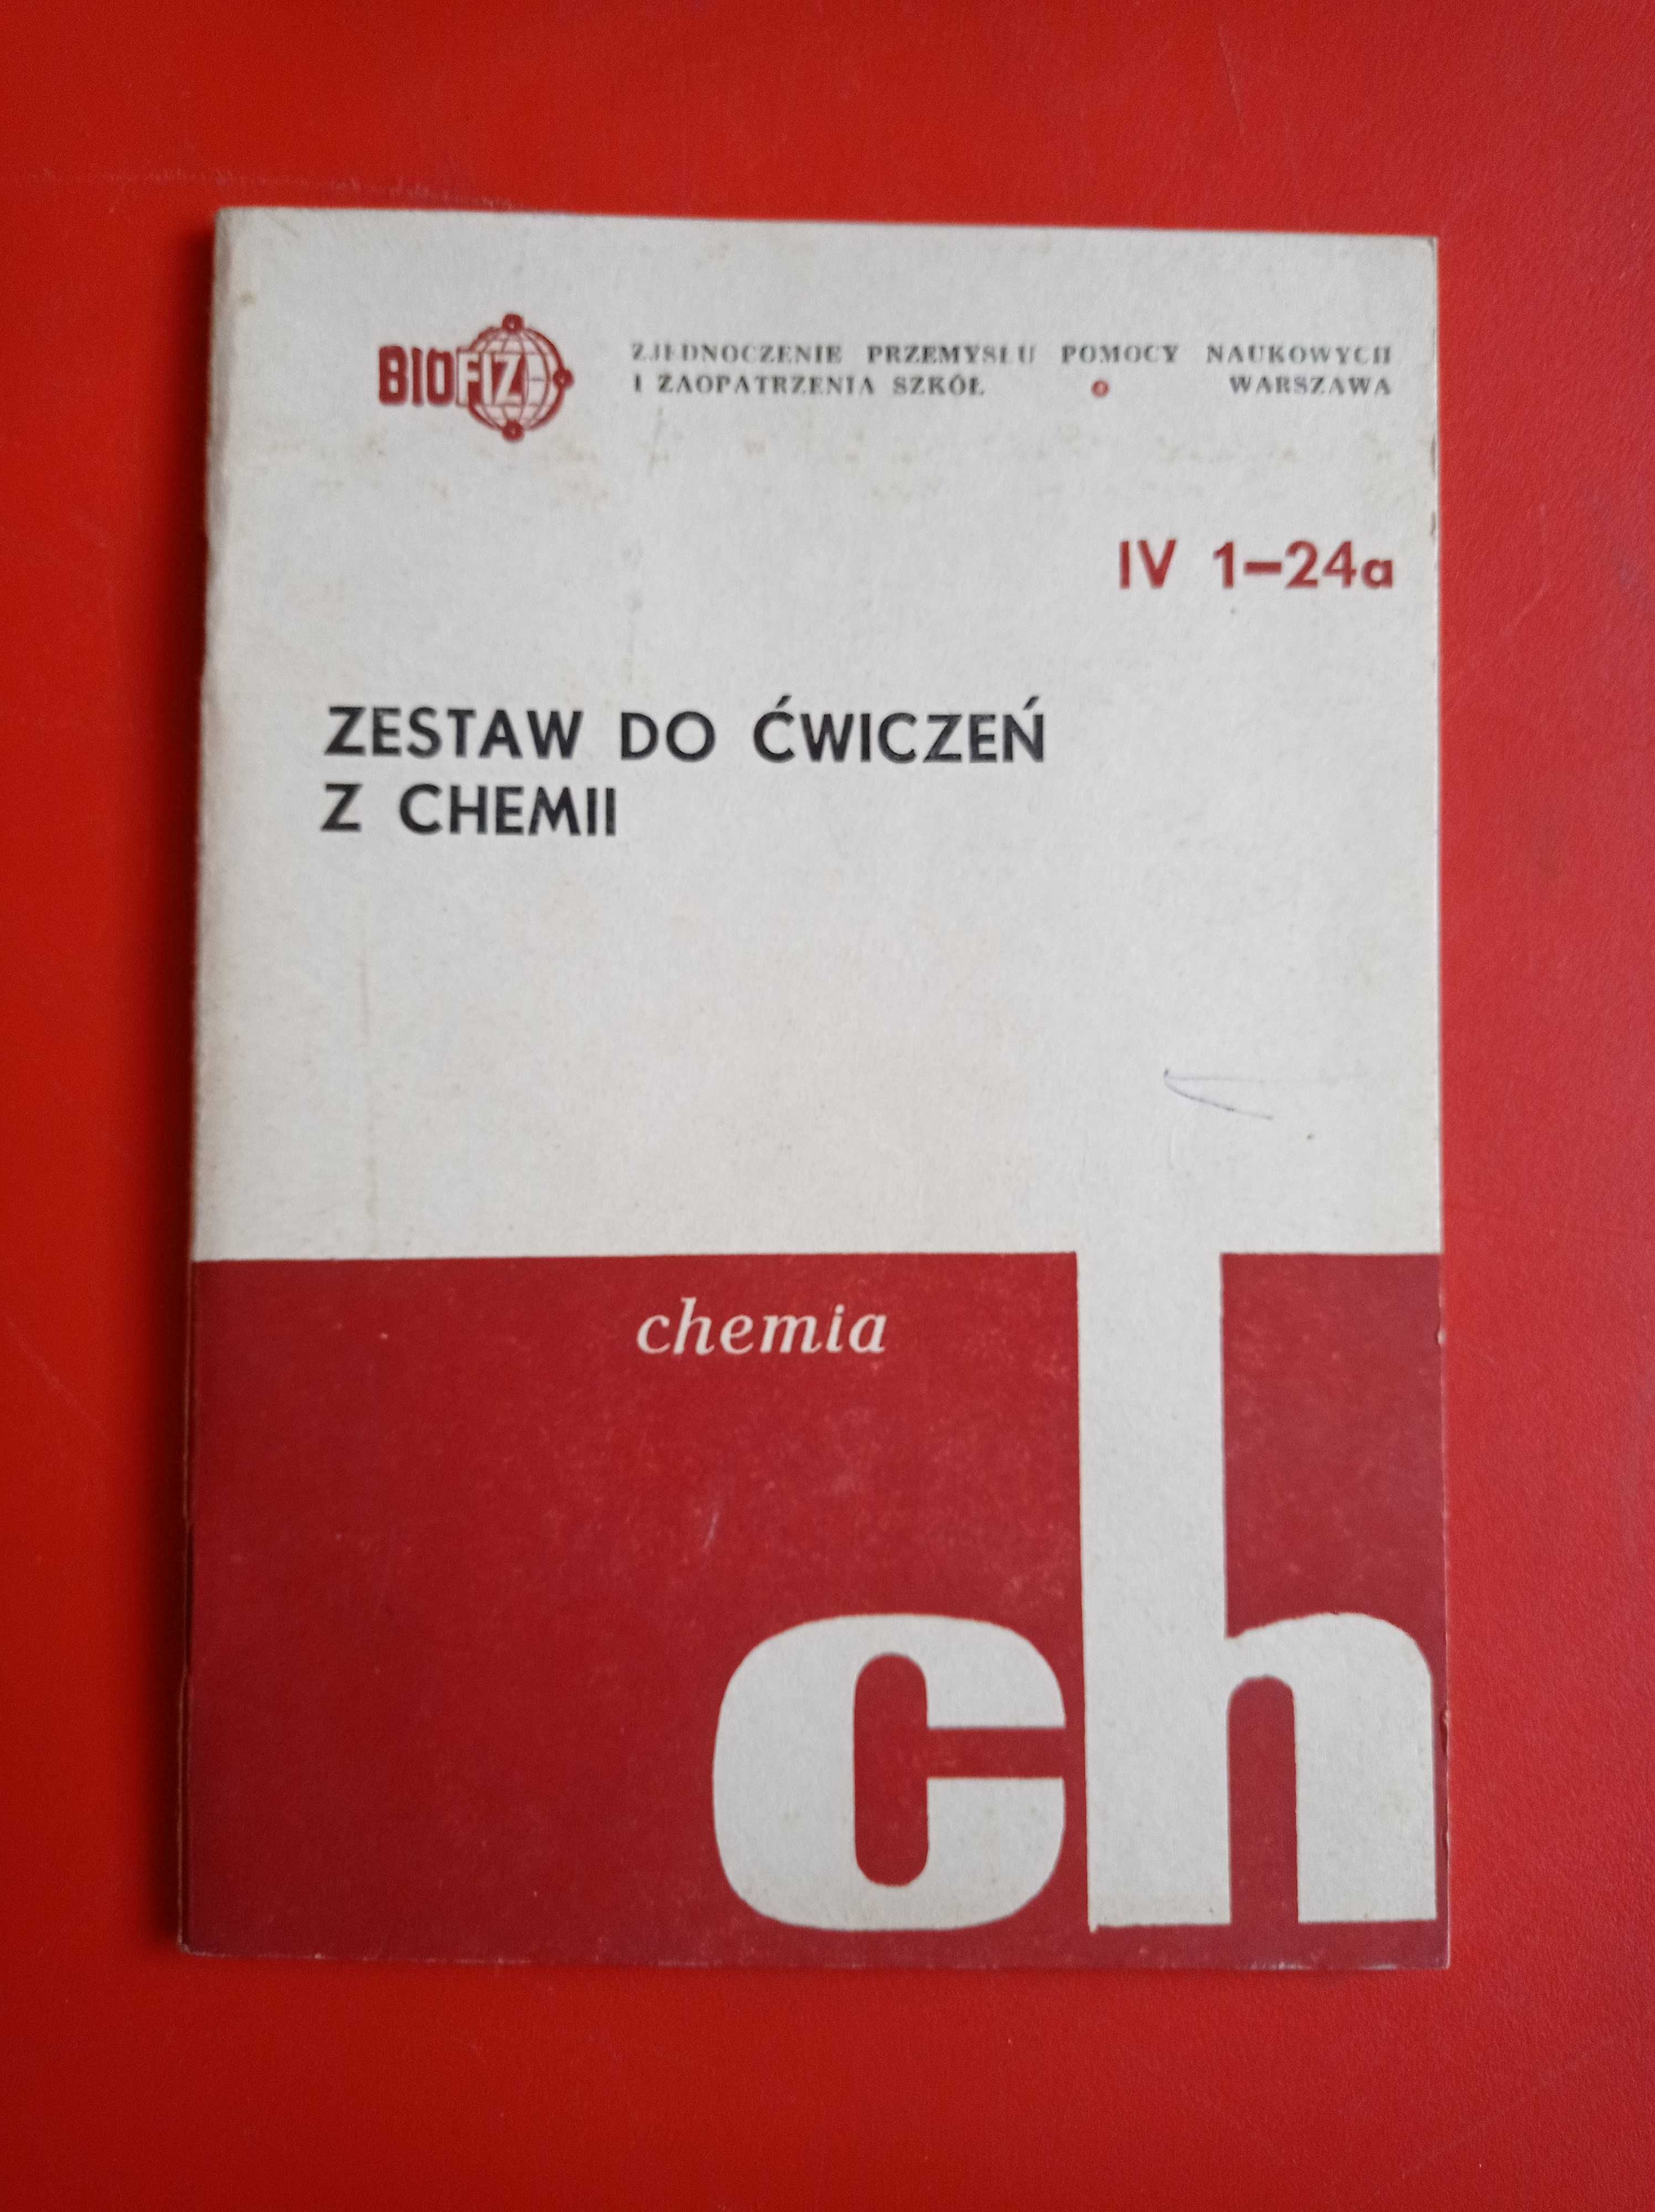 BIOFIZ
ZJEDNOCZENIE PRZEMYSŁU POMOCY NAUKOWYCH
I ZAOPATRZENIA SZKÓŁ WARSZAWA
IV 1-24a
ZESTAW DO ĆWICZEŃ
Z CHEMII
chemia
ch